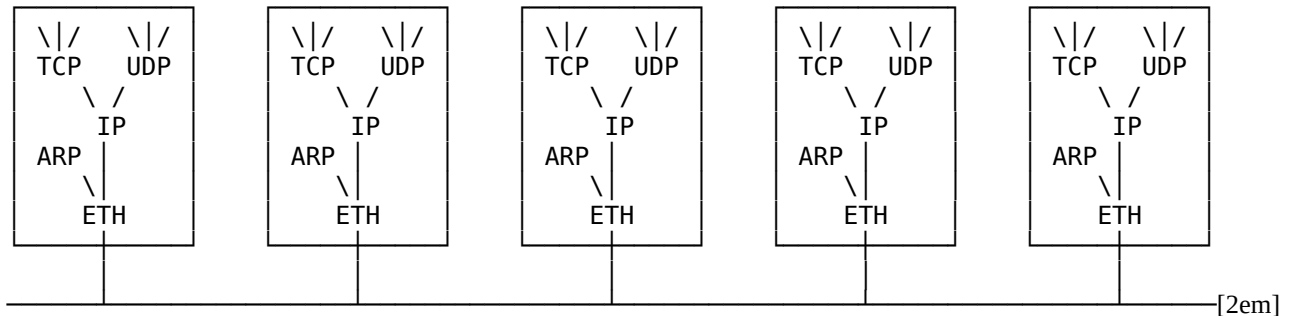 \|/ \|/ \|/ \|/ \|/ \|/ \|/ \|/ \|/ \|/
TCP UDP TCP UDP TCP UDP TCP UDP TCP UDP
\ / \ / \ / \ / \ /
IP IP IP IP IP
ARP ARP ARP ARP ARP
\ \ \ \ \
ETH ETH ETH ETH ETH
[2em]